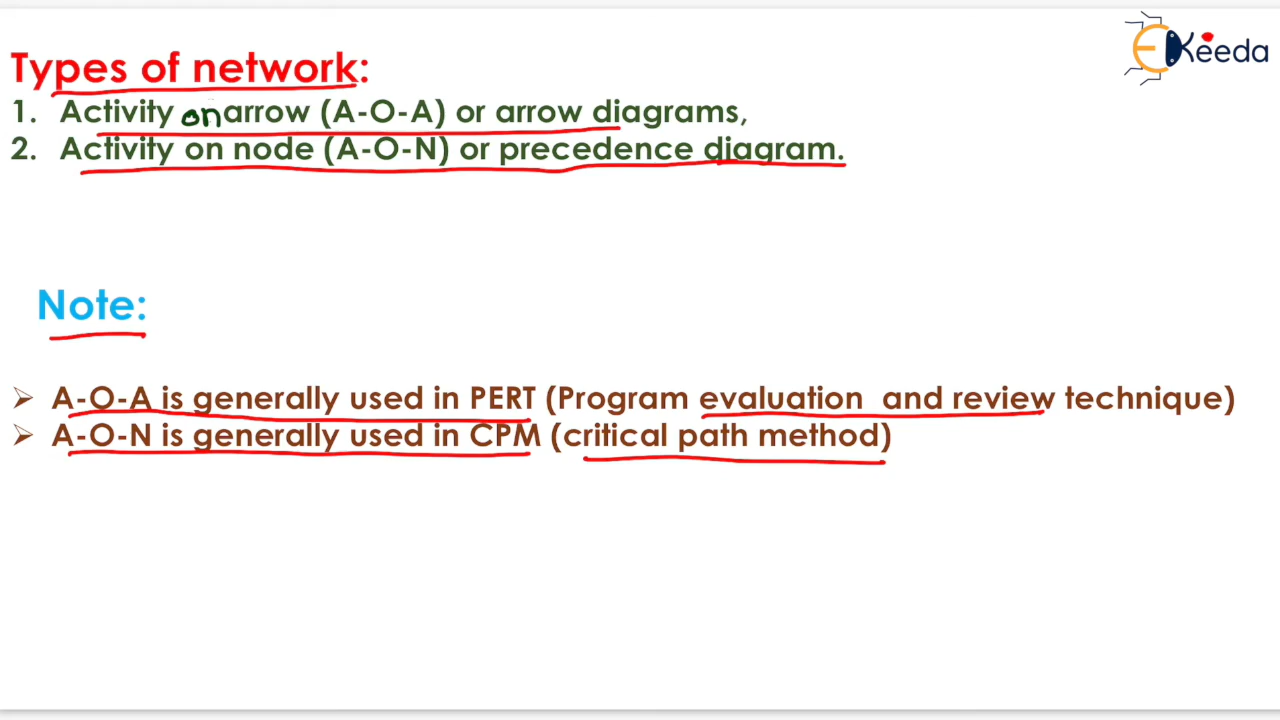 EKeeda
Types of network:
1. Activity on arrow (A-O-A) or arrow diagrams,
2. Activity on node (A-O-N) or precedence diagram.
Note:
➢ A-O-A is generally used in PERT (Program evaluation and review technique)
➢ A-O-N is generally used in CPM (critical path method)